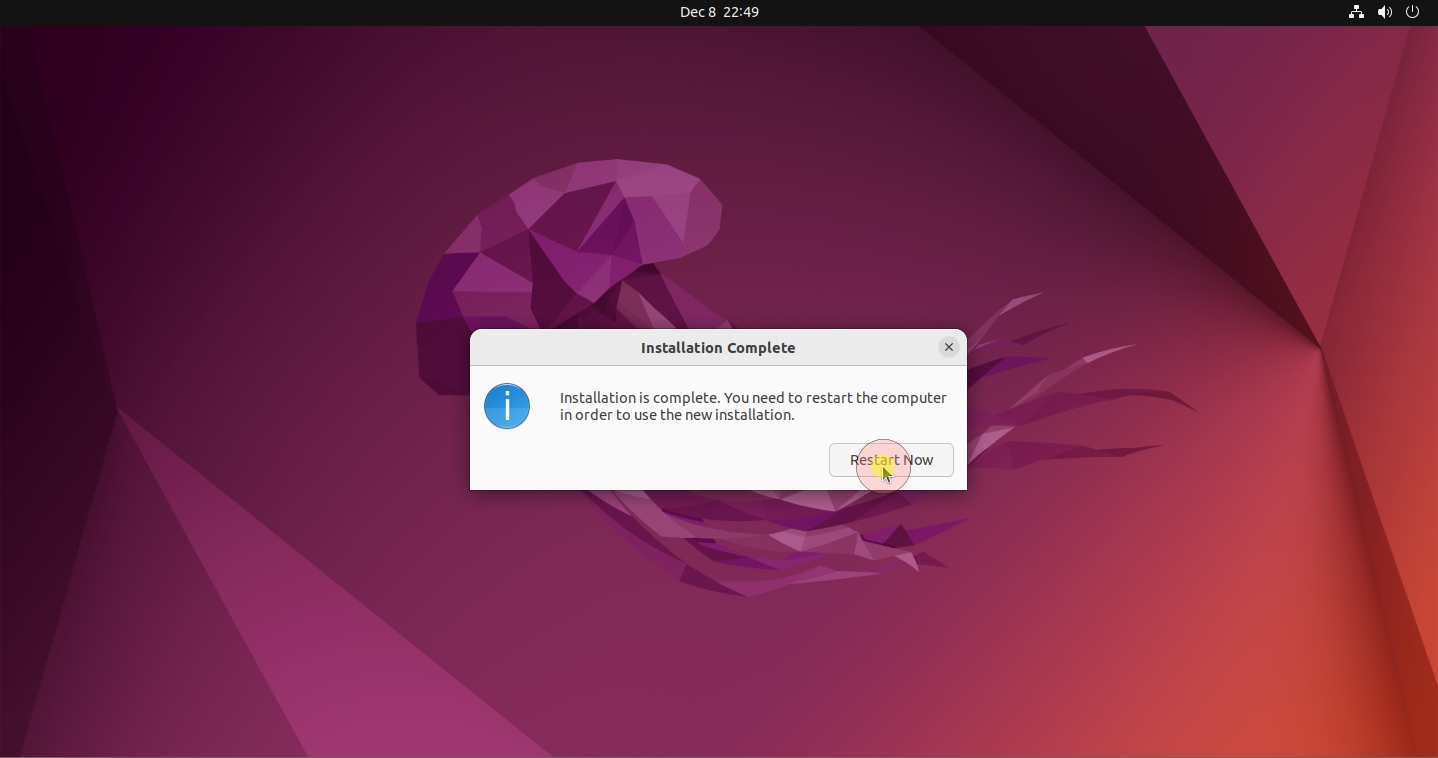 Dec 8 22:49
Installation Complete
Installation is complete. You need to restart the computer
in order to use the new installation.
Restart Now